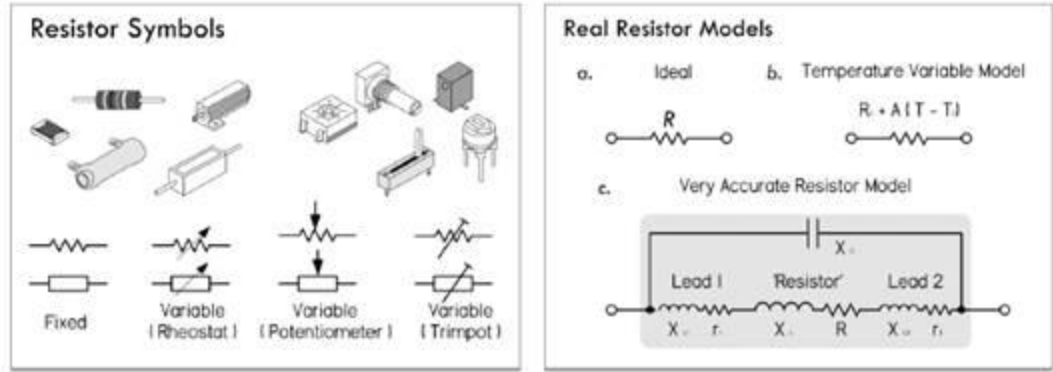 Resistor Symbols
Fixed
Variable
(Rheostat)
Variable
(Potentiometer)
Variable
(Trimpot)
Real Resistor Models
a. Ideal
R
b. Temperature Variable Model
R + A(T - T)
c. Very Accurate Resistor Model
X
Lead 1 'Resistor' Lead 2
X r X R X r